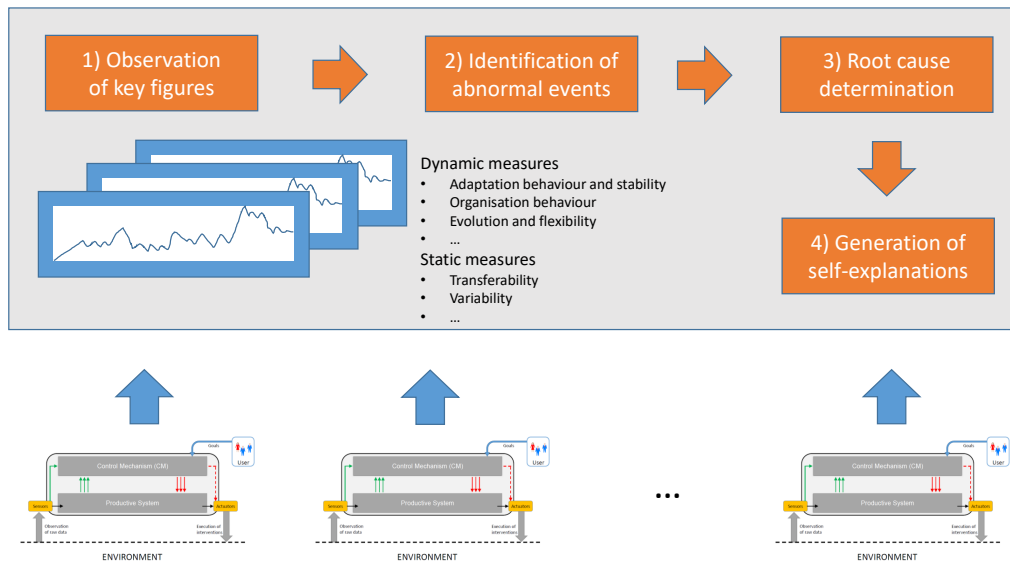 1) Observation
of key figures
2) Identification of
abnormal events
3) Root cause
determination
4) Generation of
self-explanations
Dynamic measures
• Adaptation behaviour and stability
• Organisation behaviour
• Evolution and flexibility
• ...
Static measures
• Transferability
• Variability
• ...
Goals
User
Control Mechanism (CM)
Productive System
Sensors
Actuators
Observation
of raw data
Execution of
interventions
ENVIRONMENT
Goals
User
Control Mechanism (CM)
Productive System
Sensors
Actuators
Observation
of raw data
Execution of
interventions
ENVIRONMENT
...
Goals
User
Control Mechanism (CM)
Productive System
Sensors
Actuators
Observation
of raw data
Execution of
interventions
ENVIRONMENT